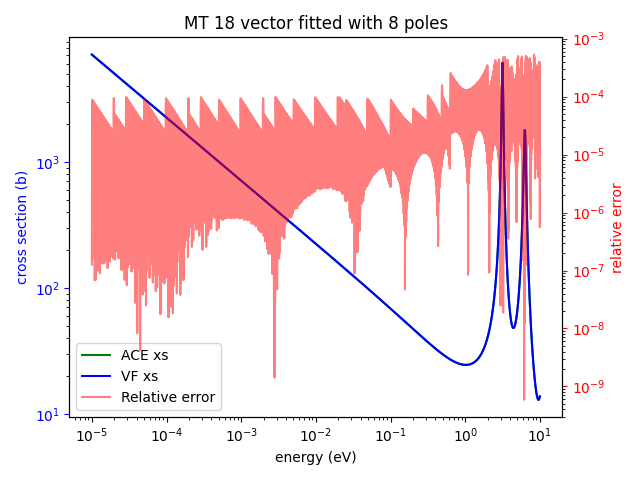 MT 18 vector fitted with 8 poles
cross section (b)
10³
10²
10¹
10⁻³
10⁻⁴
10⁻⁵
10⁻⁶
10⁻⁷
10⁻⁸
10⁻⁹
relative error
ACE xs
VF xs
Relative error
10⁻⁵ 10⁻⁴ 10⁻³ 10⁻² 10⁻¹ 10⁰ 10¹
energy (eV)